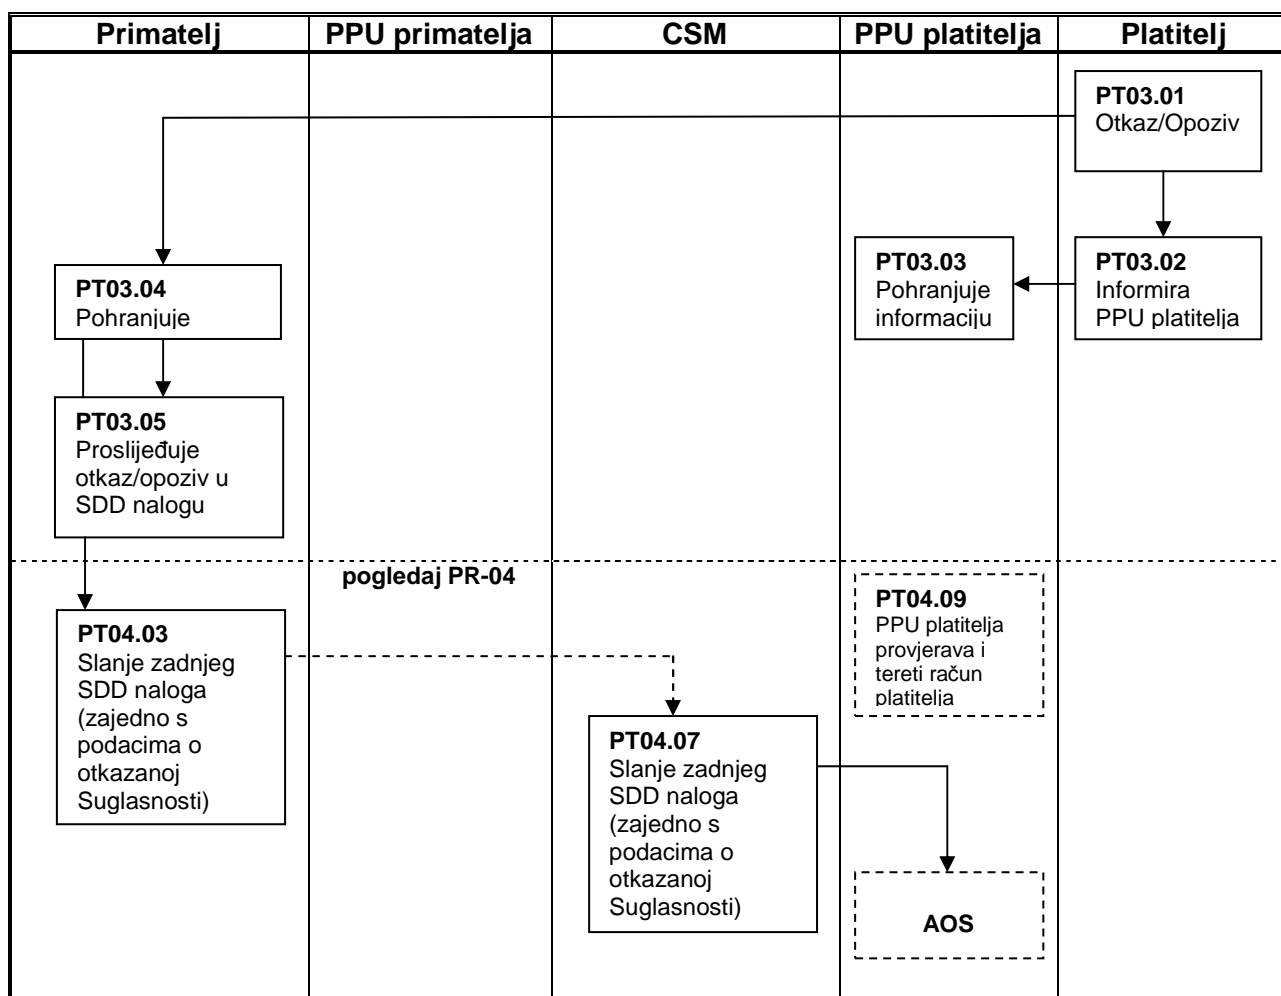 Primatelj
PPU primatelja
CSM
PPU platitelja
Platitelj
PT03.01
Otkaz/Opoziv
PT03.04
Pohranjuje
PT03.03
Pohranjuje
informaciju
PT03.02
Informira
PPU platitelja
PT03.05
Proslijeđuje
otkaz/opoziv u
SDD nalogu
pogledaj PR-04
PT04.03
Slanje zadnjeg
SDD naloga
(zajedno s
podacima o
otkazanoj
Suglasnosti)
PT04.09
PPU platitelja
provjerava i
tereti račun
platitelja
PT04.07
Slanje zadnjeg
SDD naloga
(zajedno s
podacima o
otkazanoj
Suglasnosti)
AOS